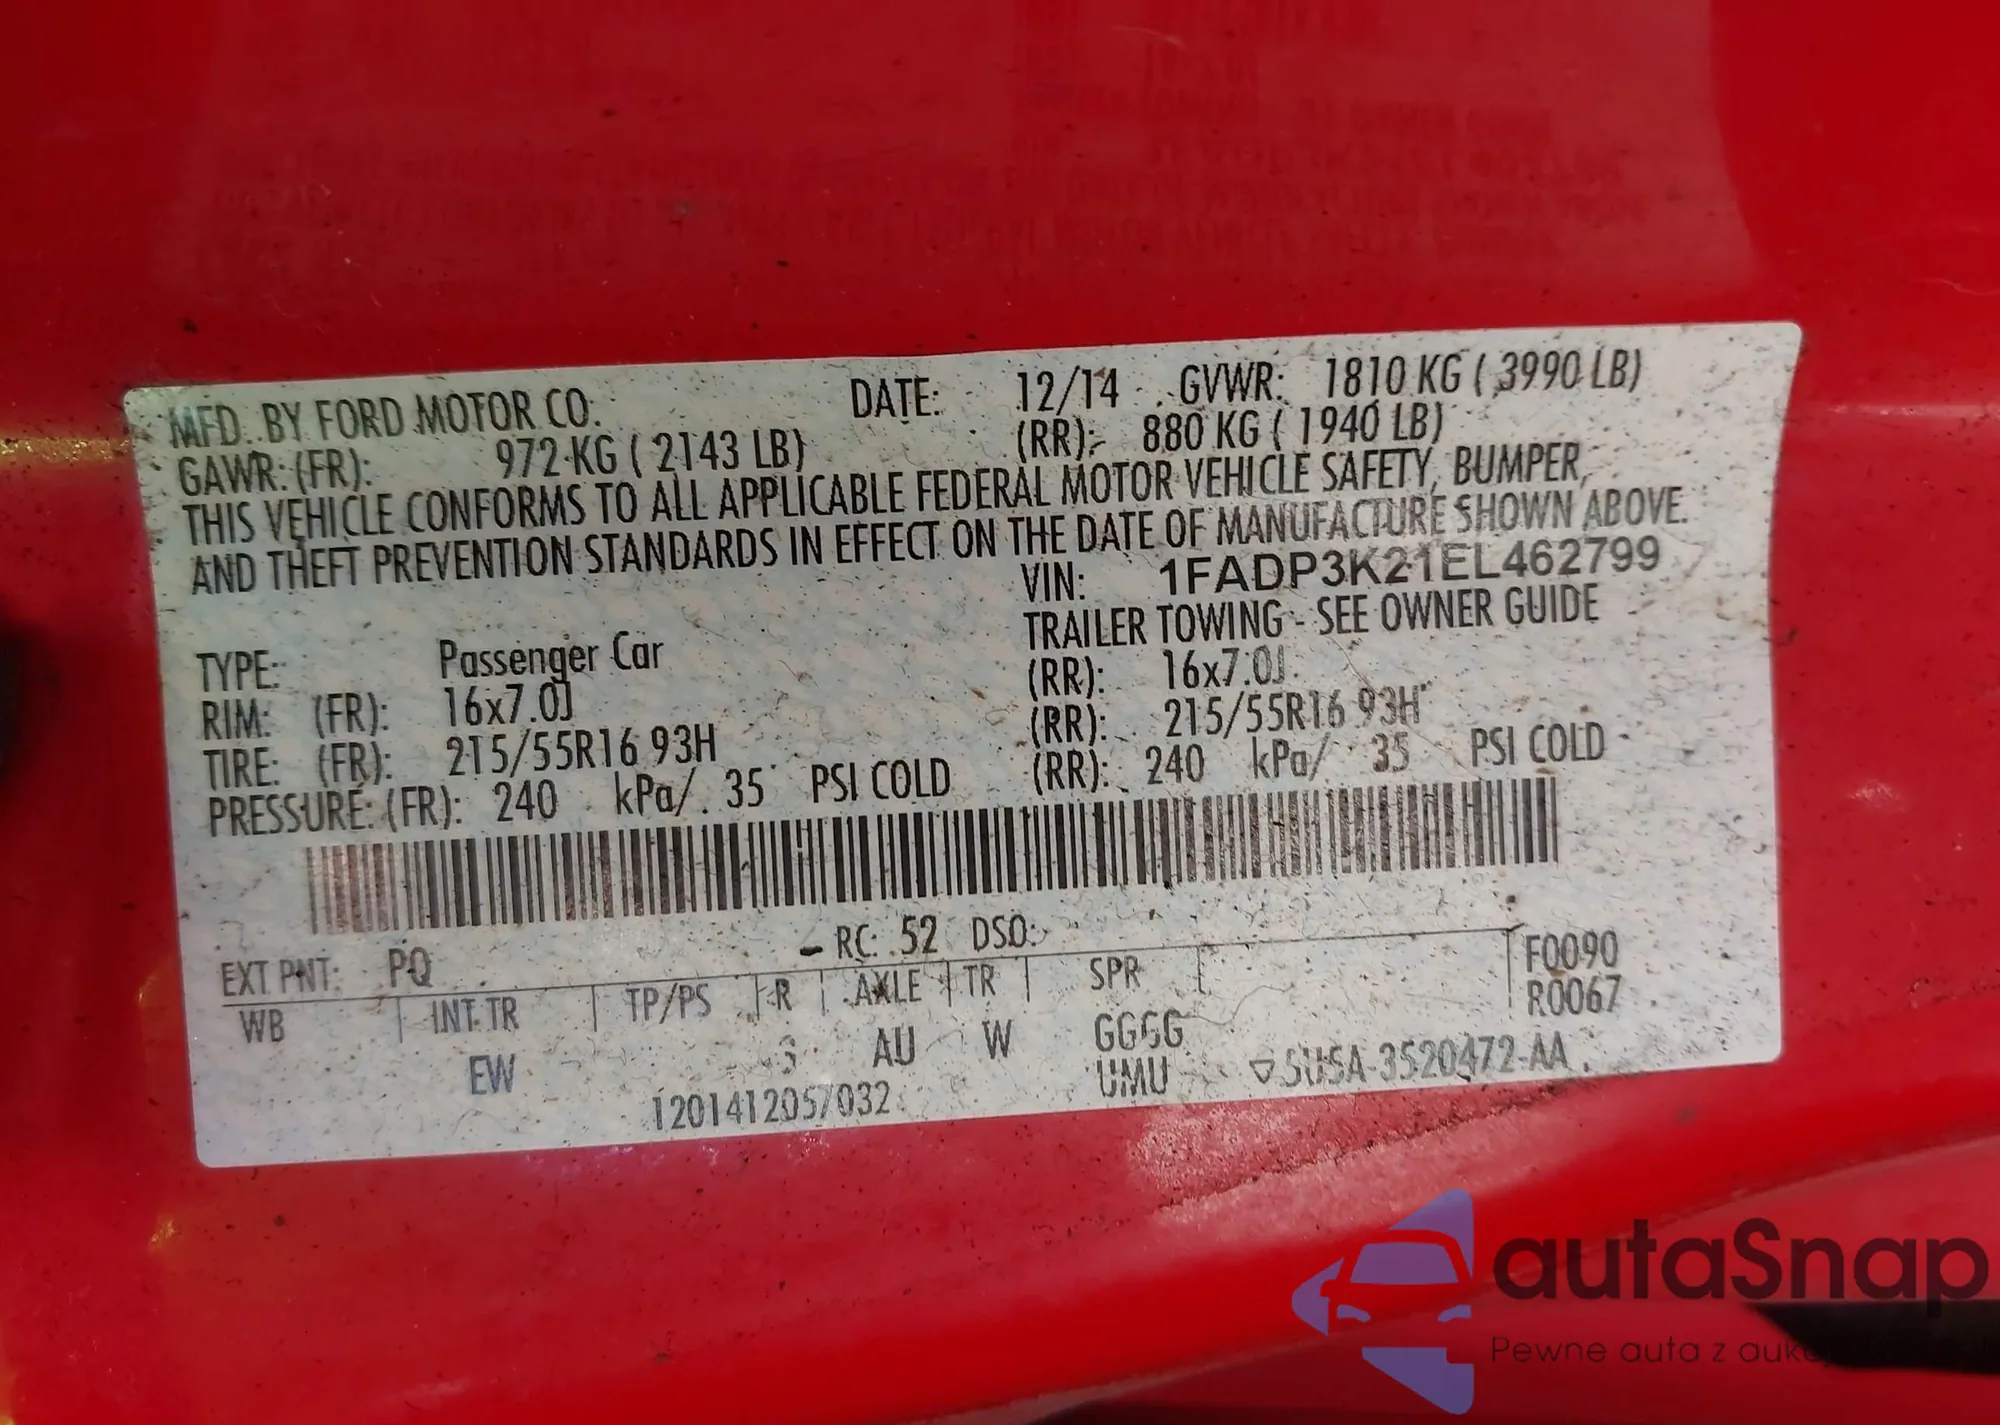 MFD. BY FORD MOTOR CO. DATE: 12/14 GVWR: 1810 KG ( 3990 LB)
GAWR: (FR): 972 KG ( 2143 LB) (RR): 880 KG ( 1940 LB)
THIS VEHICLE CONFORMS TO ALL APPLICABLE FEDERAL MOTOR VEHICLE SAFETY, BUMPER,
AND THEFT PREVENTION STANDARDS IN EFFECT ON THE DATE OF MANUFACTURE SHOWN ABOVE.
VIN: 1FADP3K21EL462799
TYPE: Passenger Car TRAILER TOWING - SEE OWNER GUIDE
RIM: (FR): 16x7.0J (RR): 16x7.0J
TIRE: (FR): 215/55R16 93H (RR): 215/55R16 93H
PRESSURE: (FR): 240 kPa/ 35 PSI COLD (RR): 240 kPa/ 35 PSI COLD
EXT PNT: PQ RC: 52 DSO:
WB INT TR TP/PS R AXLE TR SPR F0090
R0067
EW AU W GGGG
UMU ▽5U5A-3520472-AA
1201412057032
autaSnap
Pewne auta z